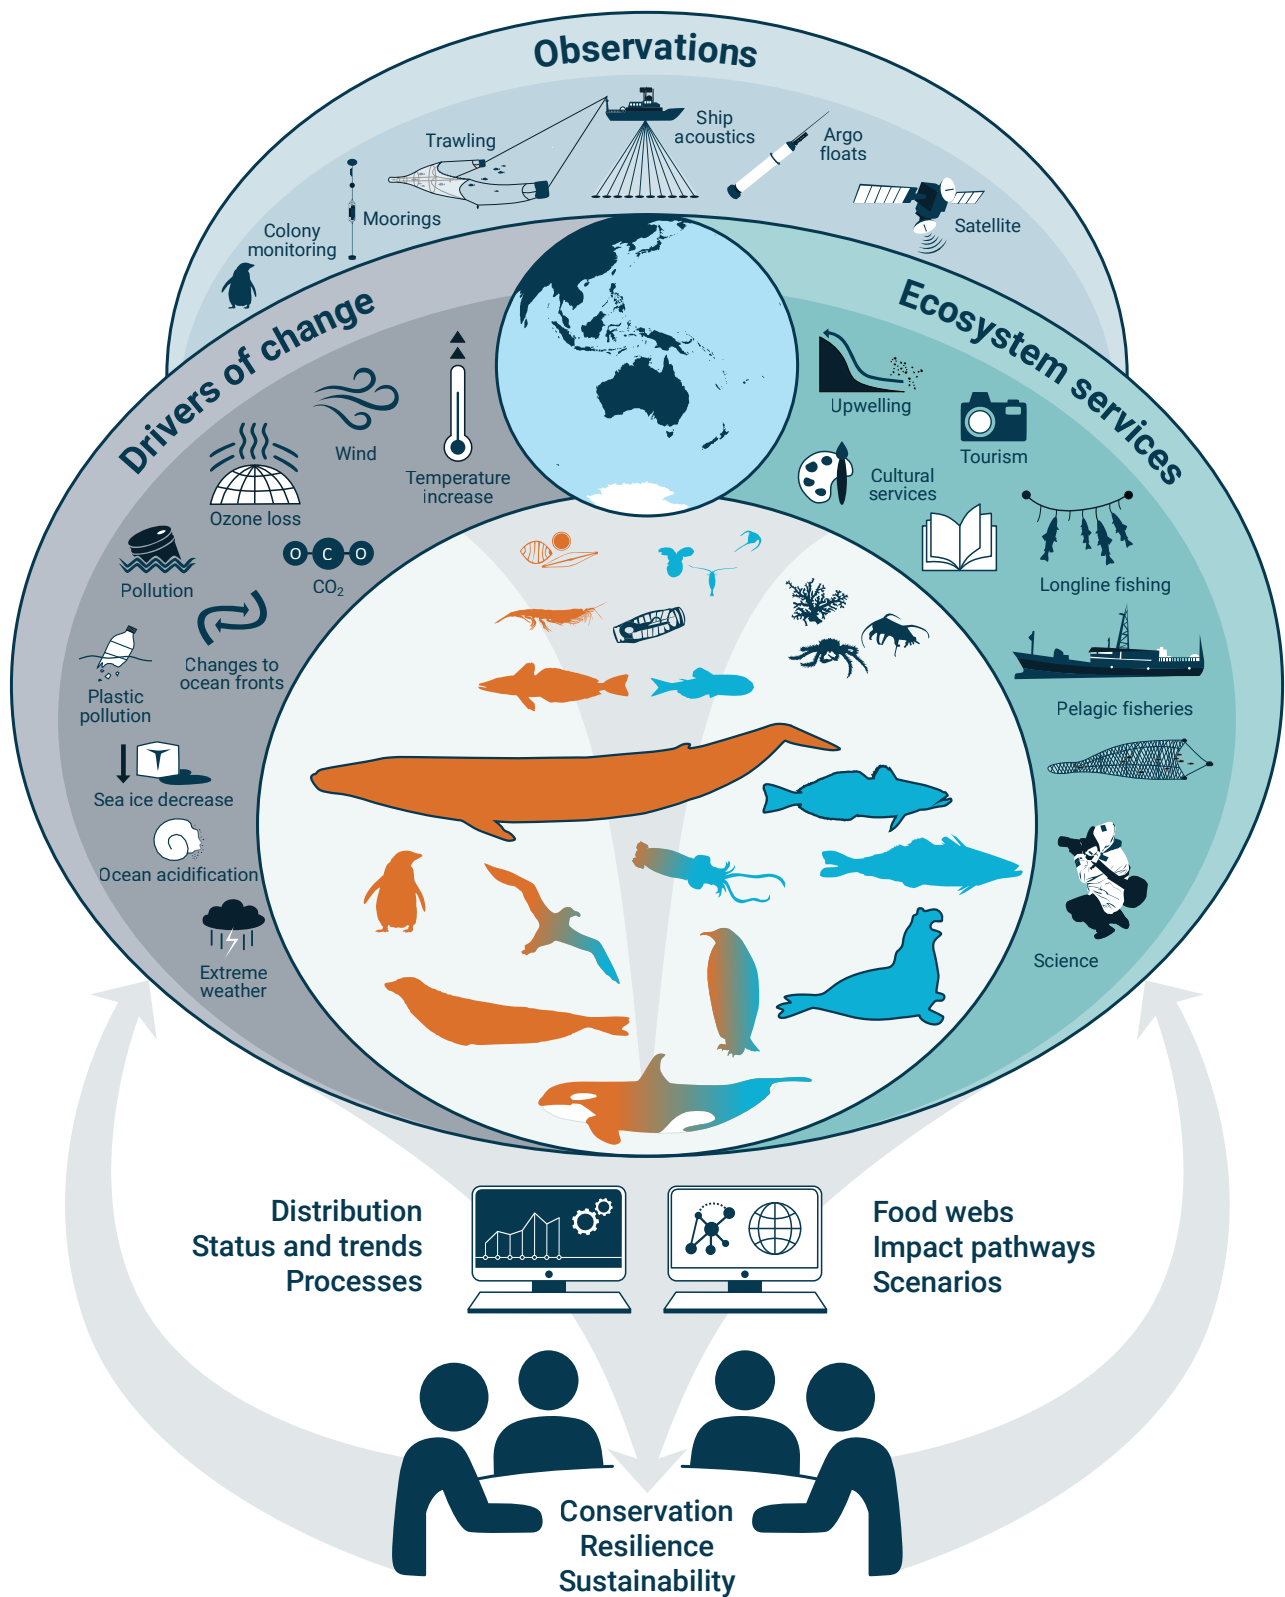 Observations
Trawling
Ship
acoustics
Argo
floats
Moorings
Satellite
Colony
monitoring
Drivers of change
Wind
Temperature
increase
Ozone loss
Pollution
O C O
CO₂
Changes to
ocean fronts
Plastic
pollution
Sea ice decrease
Ocean acidification
Extreme
weather
Ecosystem services
Upwelling
Tourism
Cultural
services
Longline fishing
Pelagic fisheries
Science
Distribution
Status and trends
Processes
Food webs
Impact pathways
Scenarios
Conservation
Resilience
Sustainability